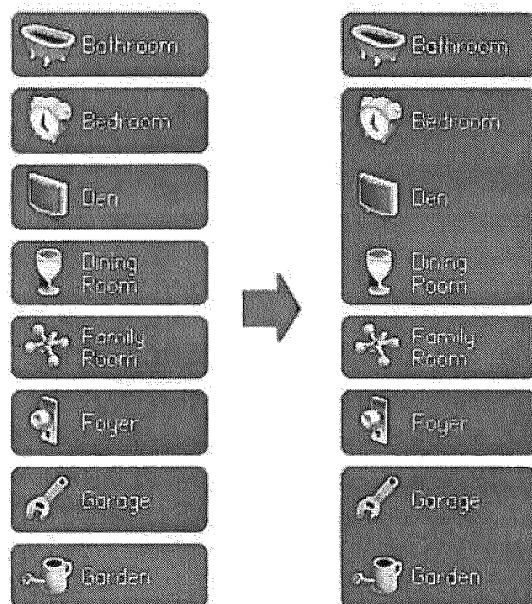 Bathroom
Bedroom
Den
Dining
Room
Family
Room
Foyer
Garage
Garden
Bathroom
Bedroom
Den
Dining
Room
Family
Room
Foyer
Garage
Garden